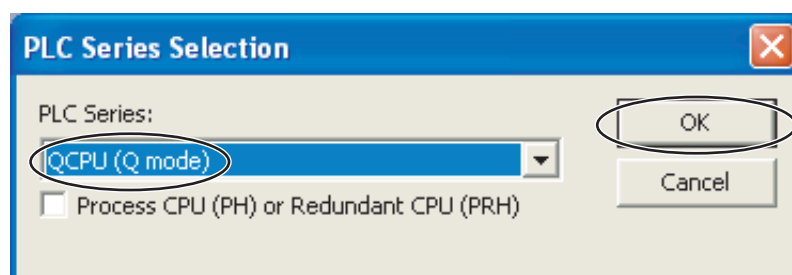 PLC Series Selection
PLC Series:
OK
QCPU (Q mode)
Cancel
Process CPU (PH) or Redundant CPU (PRH)